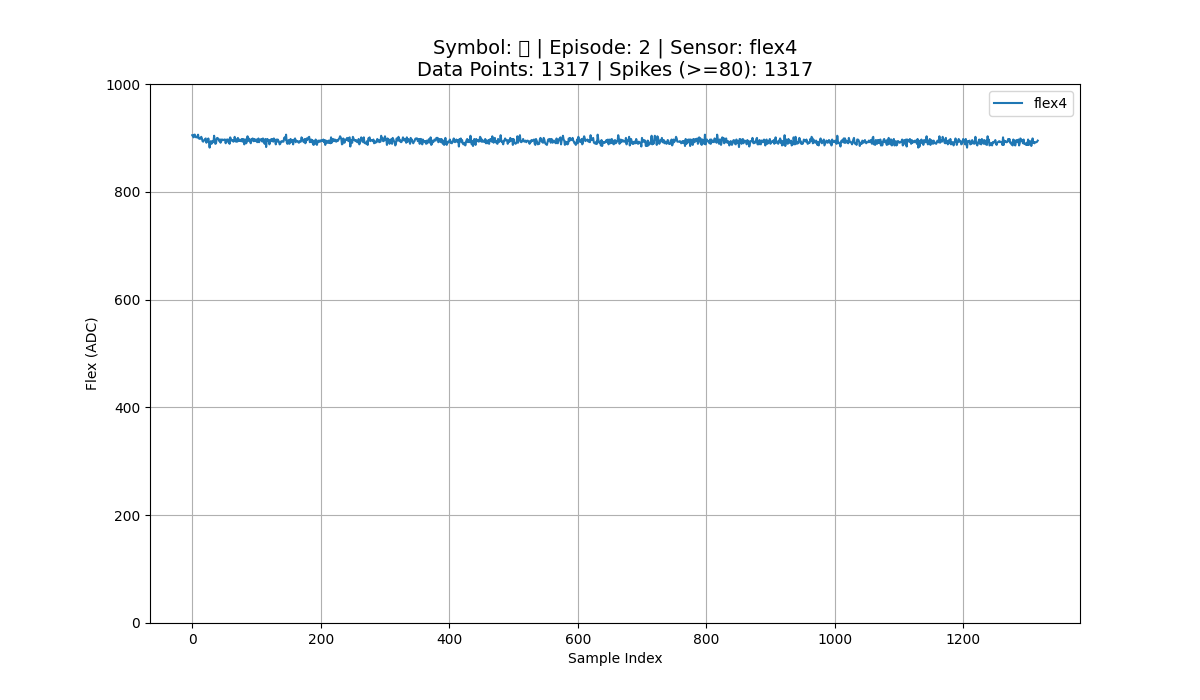 Symbol: | Episode: 2 | Sensor: flex4
Data Points: 1317 | Spikes (>=80): 1317
1000
flex4
800
600
400
200
0
Flex (ADC)
0 200 400 600 800 1000 1200
Sample Index